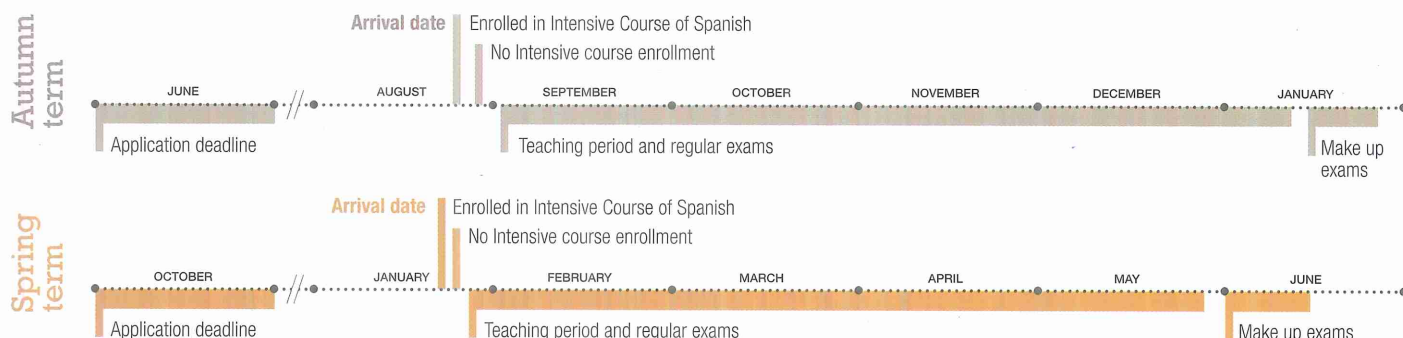 Autumn
term
Arrival date Enrolled in Intensive Course of Spanish
No Intensive course enrollment
JUNE AUGUST SEPTEMBER OCTOBER NOVEMBER DECEMBER JANUARY
Application deadline Teaching period and regular exams Make up
exams
Spring
term
Arrival date Enrolled in Intensive Course of Spanish
No Intensive course enrollment
OCTOBER JANUARY FEBRUARY MARCH APRIL MAY JUNE
Application deadline Teaching period and regular exams Make up exams